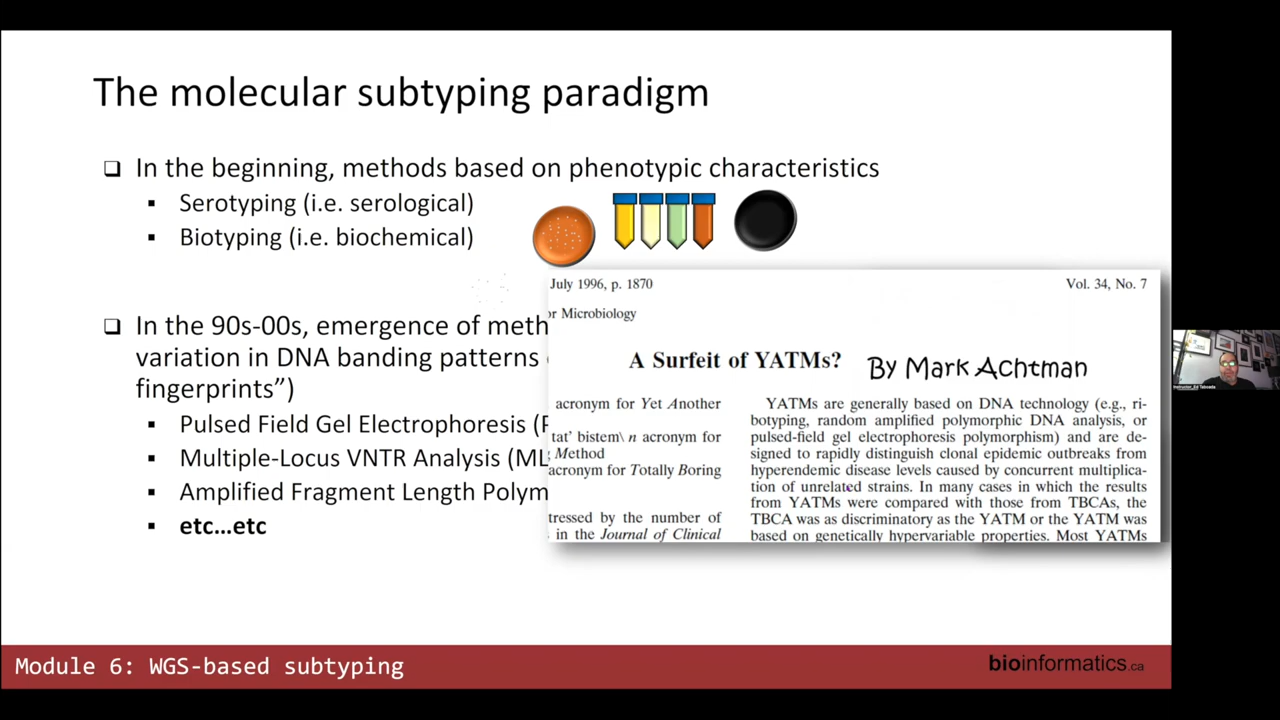 The molecular subtyping paradigm
In the beginning, methods based on phenotypic characteristics
Serotyping (i.e. serological)
Biotyping (i.e. biochemical)
In the 90s-00s, emergence of meth
variation in DNA banding patterns
fingerprints”)
Pulsed Field Gel Electrophoresis (
Multiple-Locus VNTR Analysis (ML
Amplified Fragment Length Polym
etc…etc
July 1996, p. 1870
Vol. 34, No. 7
or Microbiology
A Surfeit of YATMs?
By Mark Achtman
acronym for Yet Another
tat’ bistem\ n acronym for
Method
acronym for Totally Boring
tressed by the number of
in the Journal of Clinical
YATMs are generally based on DNA technology (e.g., ri-
botyping, random amplified polymorphic DNA analysis, or
pulsed-field gel electrophoresis polymorphism) and are de-
signed to rapidly distinguish clonal epidemic outbreaks from
hyperendemic disease levels caused by concurrent multiplica-
tion of unrelated strains. In many cases in which the results
from YATMs were compared with those from TBCAs, the
TBCA was as discriminatory as the YATM or the YATM was
based on genetically hypervariable properties. Most YATMs
Instructor_Ed Taboada
Module 6: WGS-based subtyping
bioinformatics.ca